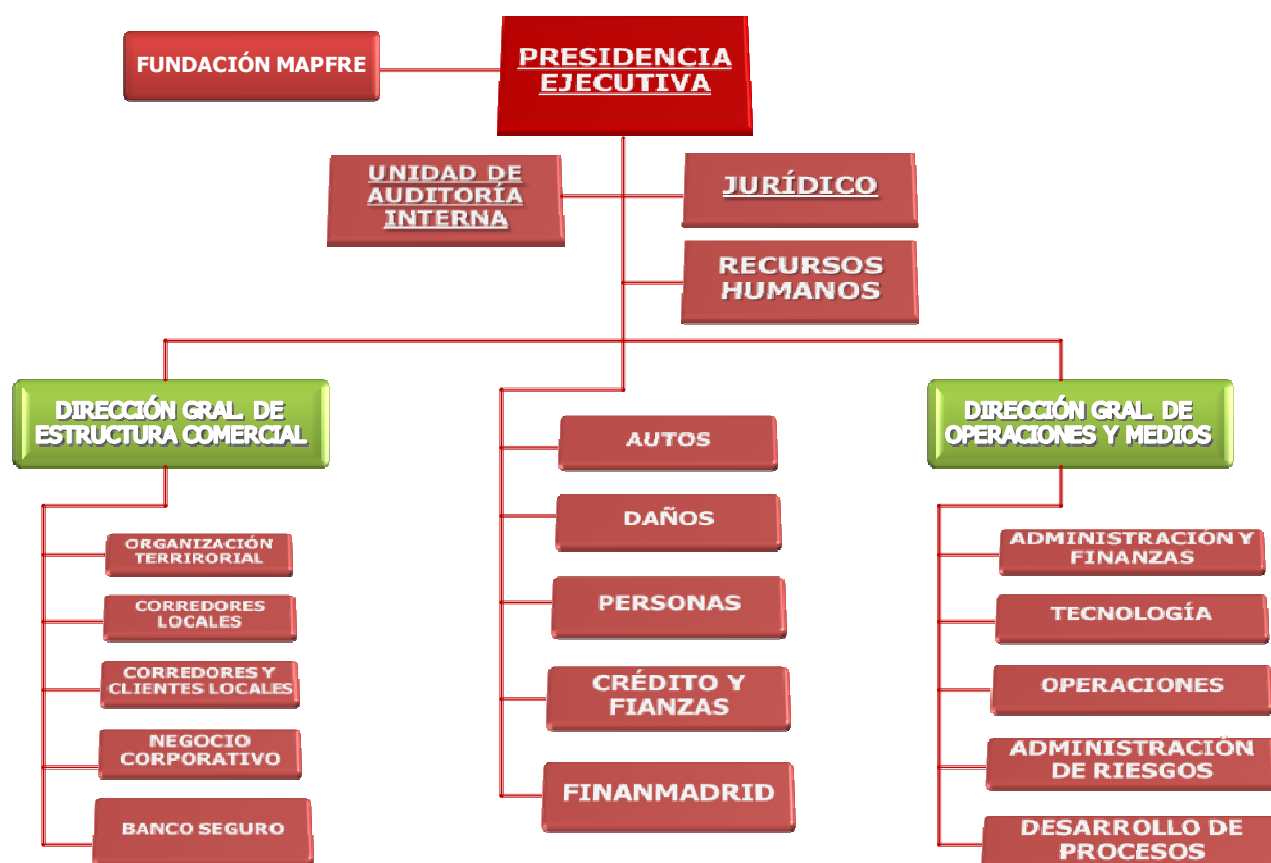 FUNDACIÓN MAPFRE
PRESIDENCIA
EJECUTIVA
UNIDAD DE
AUDITORÍA
INTERNA
JURÍDICO
RECURSOS
HUMANOS
DIRECCIÓN GRAL. DE
ESTRUCTURA COMERCIAL
ORGANIZACIÓN
TERRIRORIAL
CORREDORES
LOCALES
CORREDORES Y
CLIENTES LOCALES
NEGOCIO
CORPORATIVO
BANCO SEGURO
AUTOS
DAÑOS
PERSONAS
CRÉDITO Y
FIANZAS
FINANMADRID
DIRECCIÓN GRAL. DE
OPERACIONES Y MEDIOS
ADMINISTRACIÓN Y
FINANZAS
TECNOLOGÍA
OPERACIONES
ADMINISTRACIÓN
DE RIESGOS
DESARROLLO DE
PROCESOS